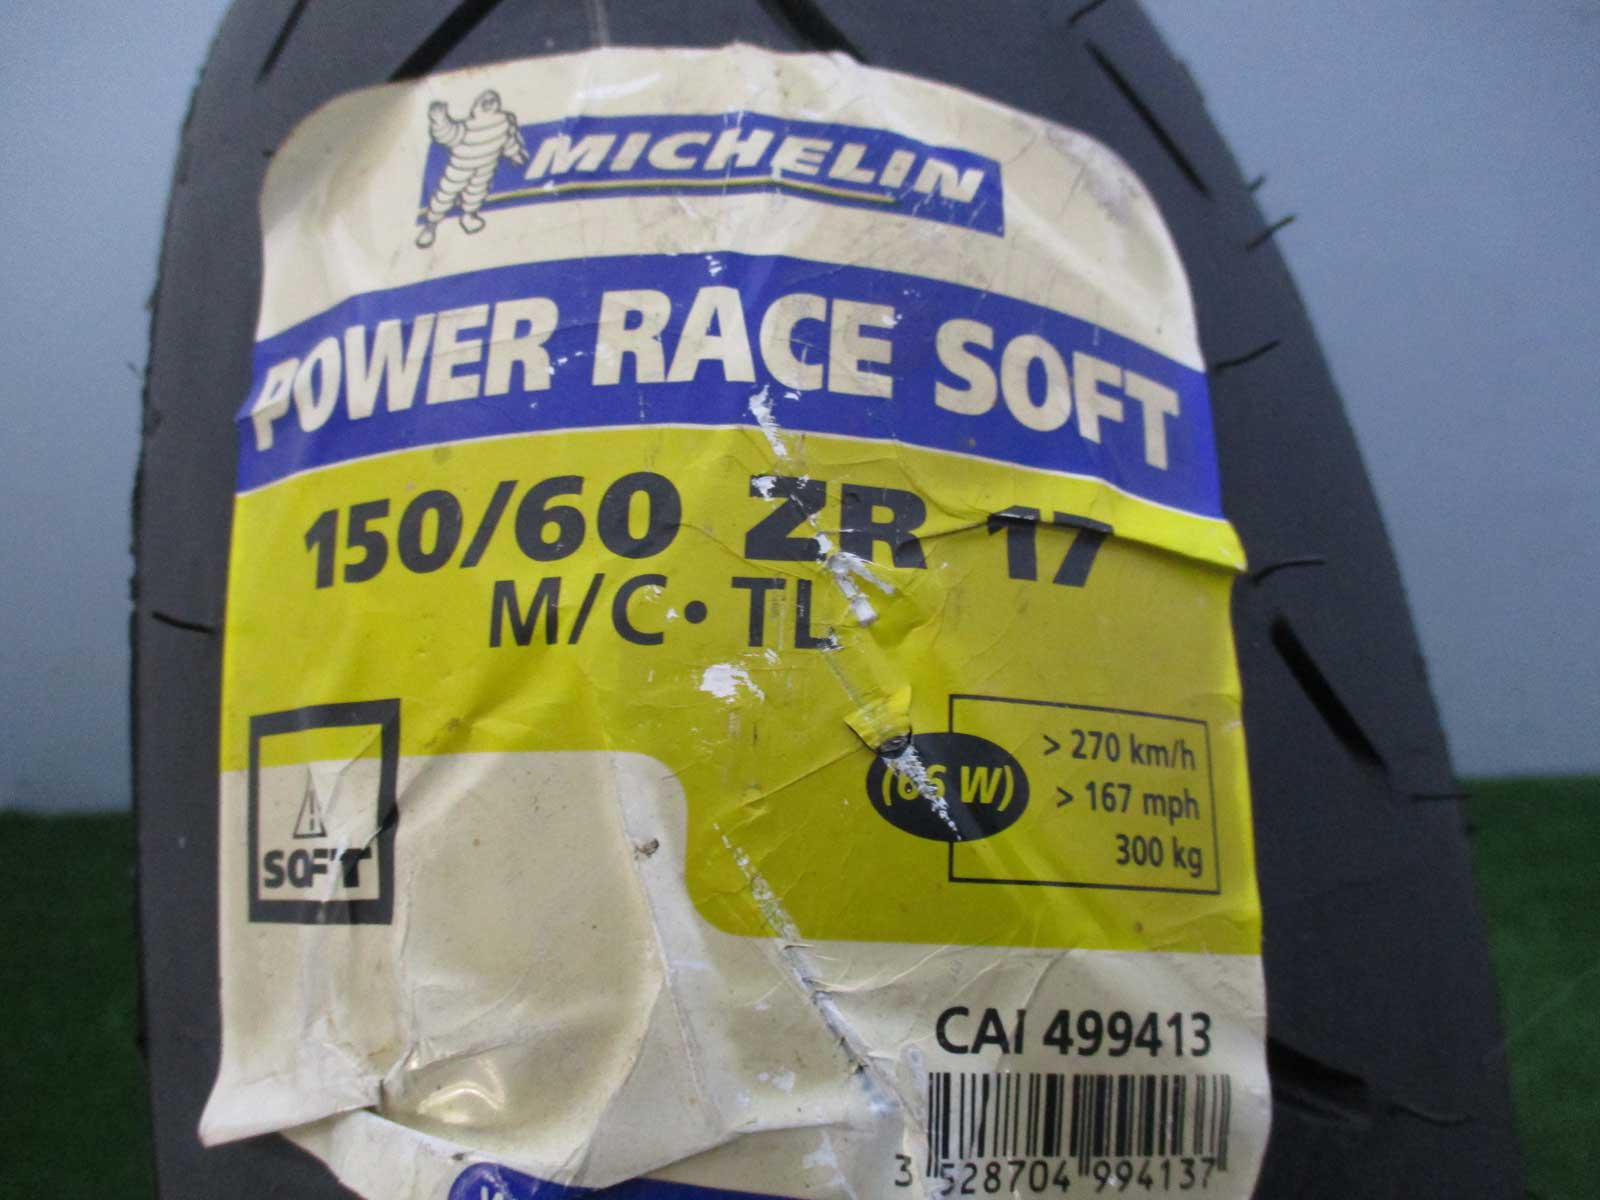 MICHELIN
POWER RACE SOFT
150/60 ZR 17
M/C • TL
SOFT
(66 W)
> 270 km/h
> 167 mph
300 kg
CAI 499413
3 528704 994137